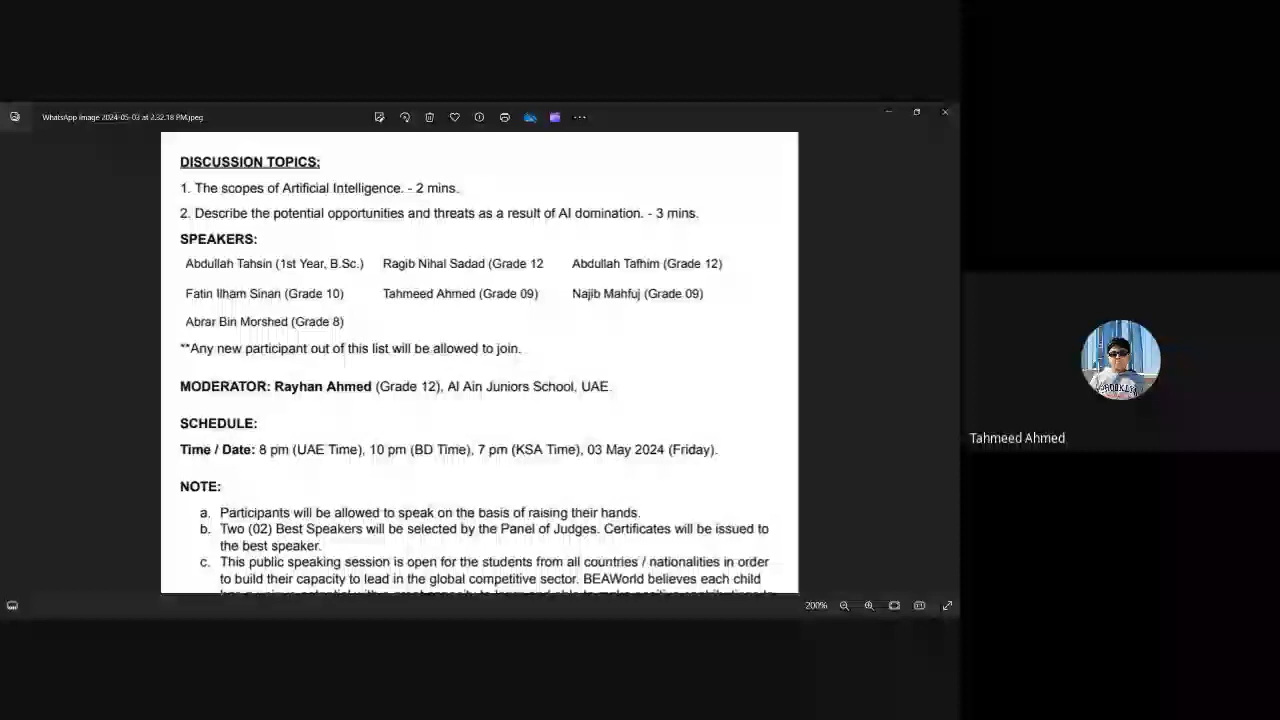 WhatsApp Image 2024-05-03 at 2.32.18 PM.jpeg
DISCUSSION TOPICS:
1. The scopes of Artificial Intelligence. - 2 mins.
2. Describe the potential opportunities and threats as a result of AI domination. - 3 mins.
SPEAKERS:
Abdullah Tahsin (1st Year, B.Sc.) Ragib Nihal Sadad (Grade 12 Abdullah Tafhim (Grade 12)
Fatin Ilham Sinan (Grade 10) Tahmeed Ahmed (Grade 09) Najib Mahfuj (Grade 09)
Abrar Bin Morshed (Grade 8)
**Any new participant out of this list will be allowed to join.
MODERATOR: Rayhan Ahmed (Grade 12), Al Ain Juniors School, UAE.
SCHEDULE:
Time / Date: 8 pm (UAE Time), 10 pm (BD Time), 7 pm (KSA Time), 03 May 2024 (Friday).
NOTE:
a. Participants will be allowed to speak on the basis of raising their hands.
b. Two (02) Best Speakers will be selected by the Panel of Judges. Certificates will be issued to
the best speaker.
c. This public speaking session is open for the students from all countries / nationalities in order
to build their capacity to lead in the global competitive sector. BEAWorld believes each child
200%
Tahmeed Ahmed
BROOKLYN